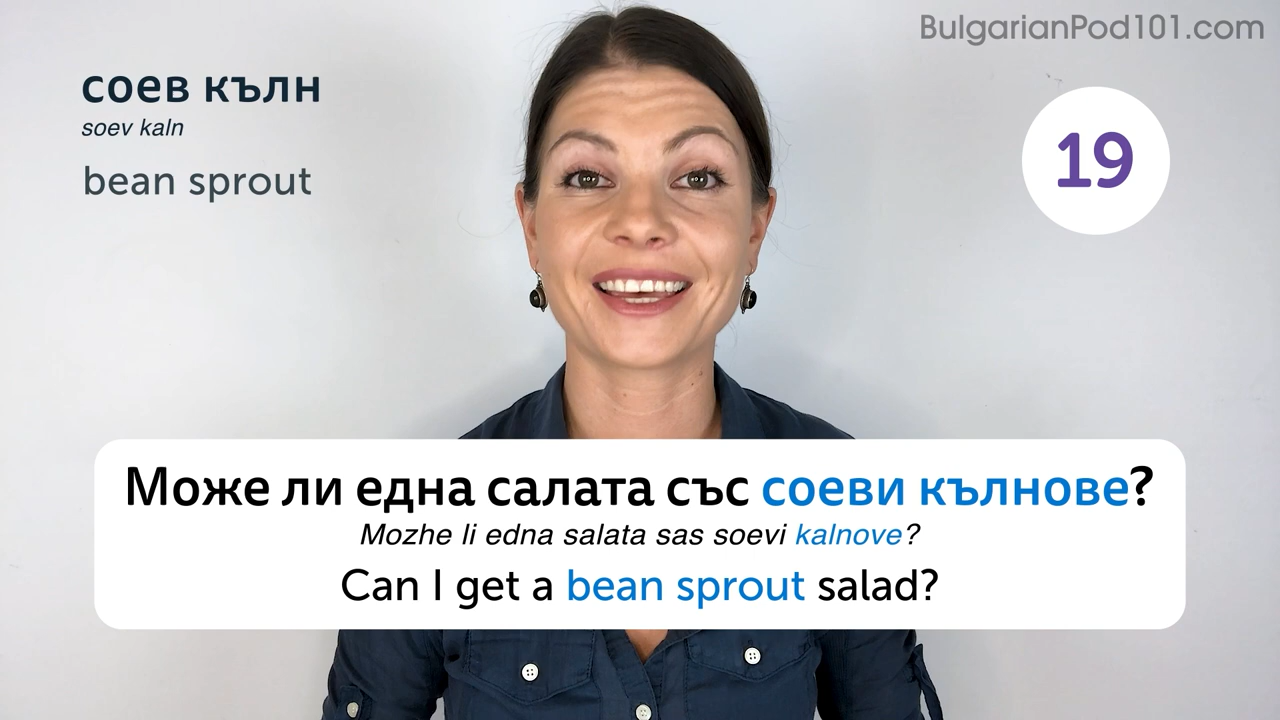 BulgarianPod101.com
соев кълн
soev kaln
bean sprout
19
Може ли една салата със соеви кълнове?
Mozhe li edna salata sas soevi kalnove?
Can I get a bean sprout salad?